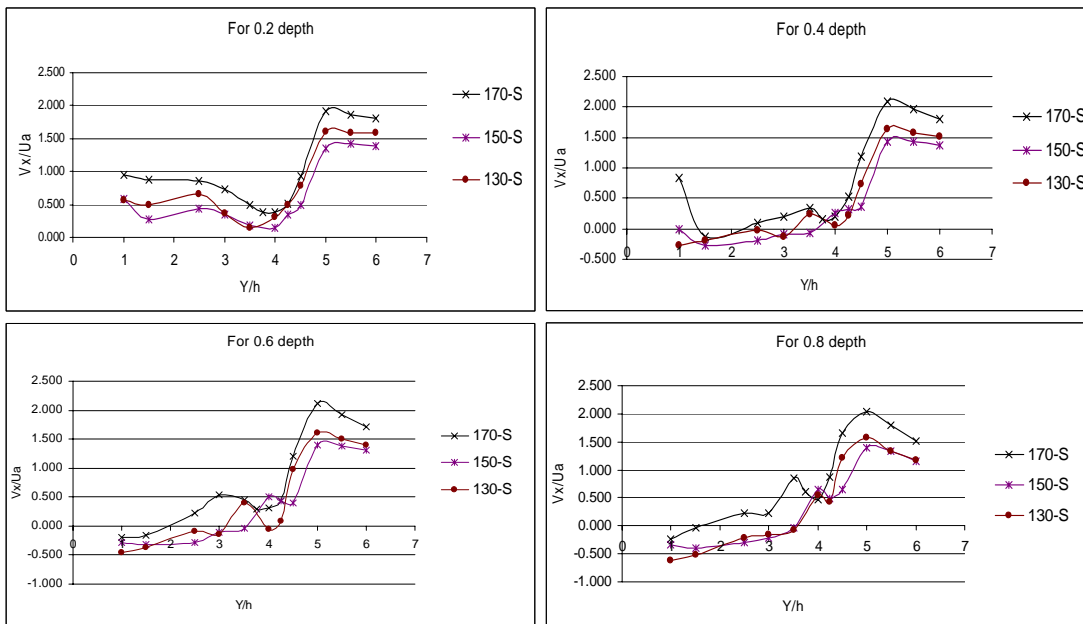 For 0.2 depth
2.500
2.000
1.500
1.000
0.500
0.000
0 1 2 3 4 5 6 7
Vx/Ua
Y/h
170-S
150-S
130-S
For 0.4 depth
2.500
2.000
1.500
1.000
0.500
0.000
-0.500
0 1 2 3 4 5 6 7
Vx/Ua
Y/h
170-S
150-S
130-S
For 0.6 depth
2.500
2.000
1.500
1.000
0.500
0.000
-0.500
-1.000
0 1 2 3 4 5 6 7
Vx/Ua
Y/h
170-S
150-S
130-S
For 0.8 depth
2.500
2.000
1.500
1.000
0.500
0.000
-0.500
-1.000
0 1 2 3 4 5 6 7
Vx/Ua
Y/h
170-S
150-S
130-S